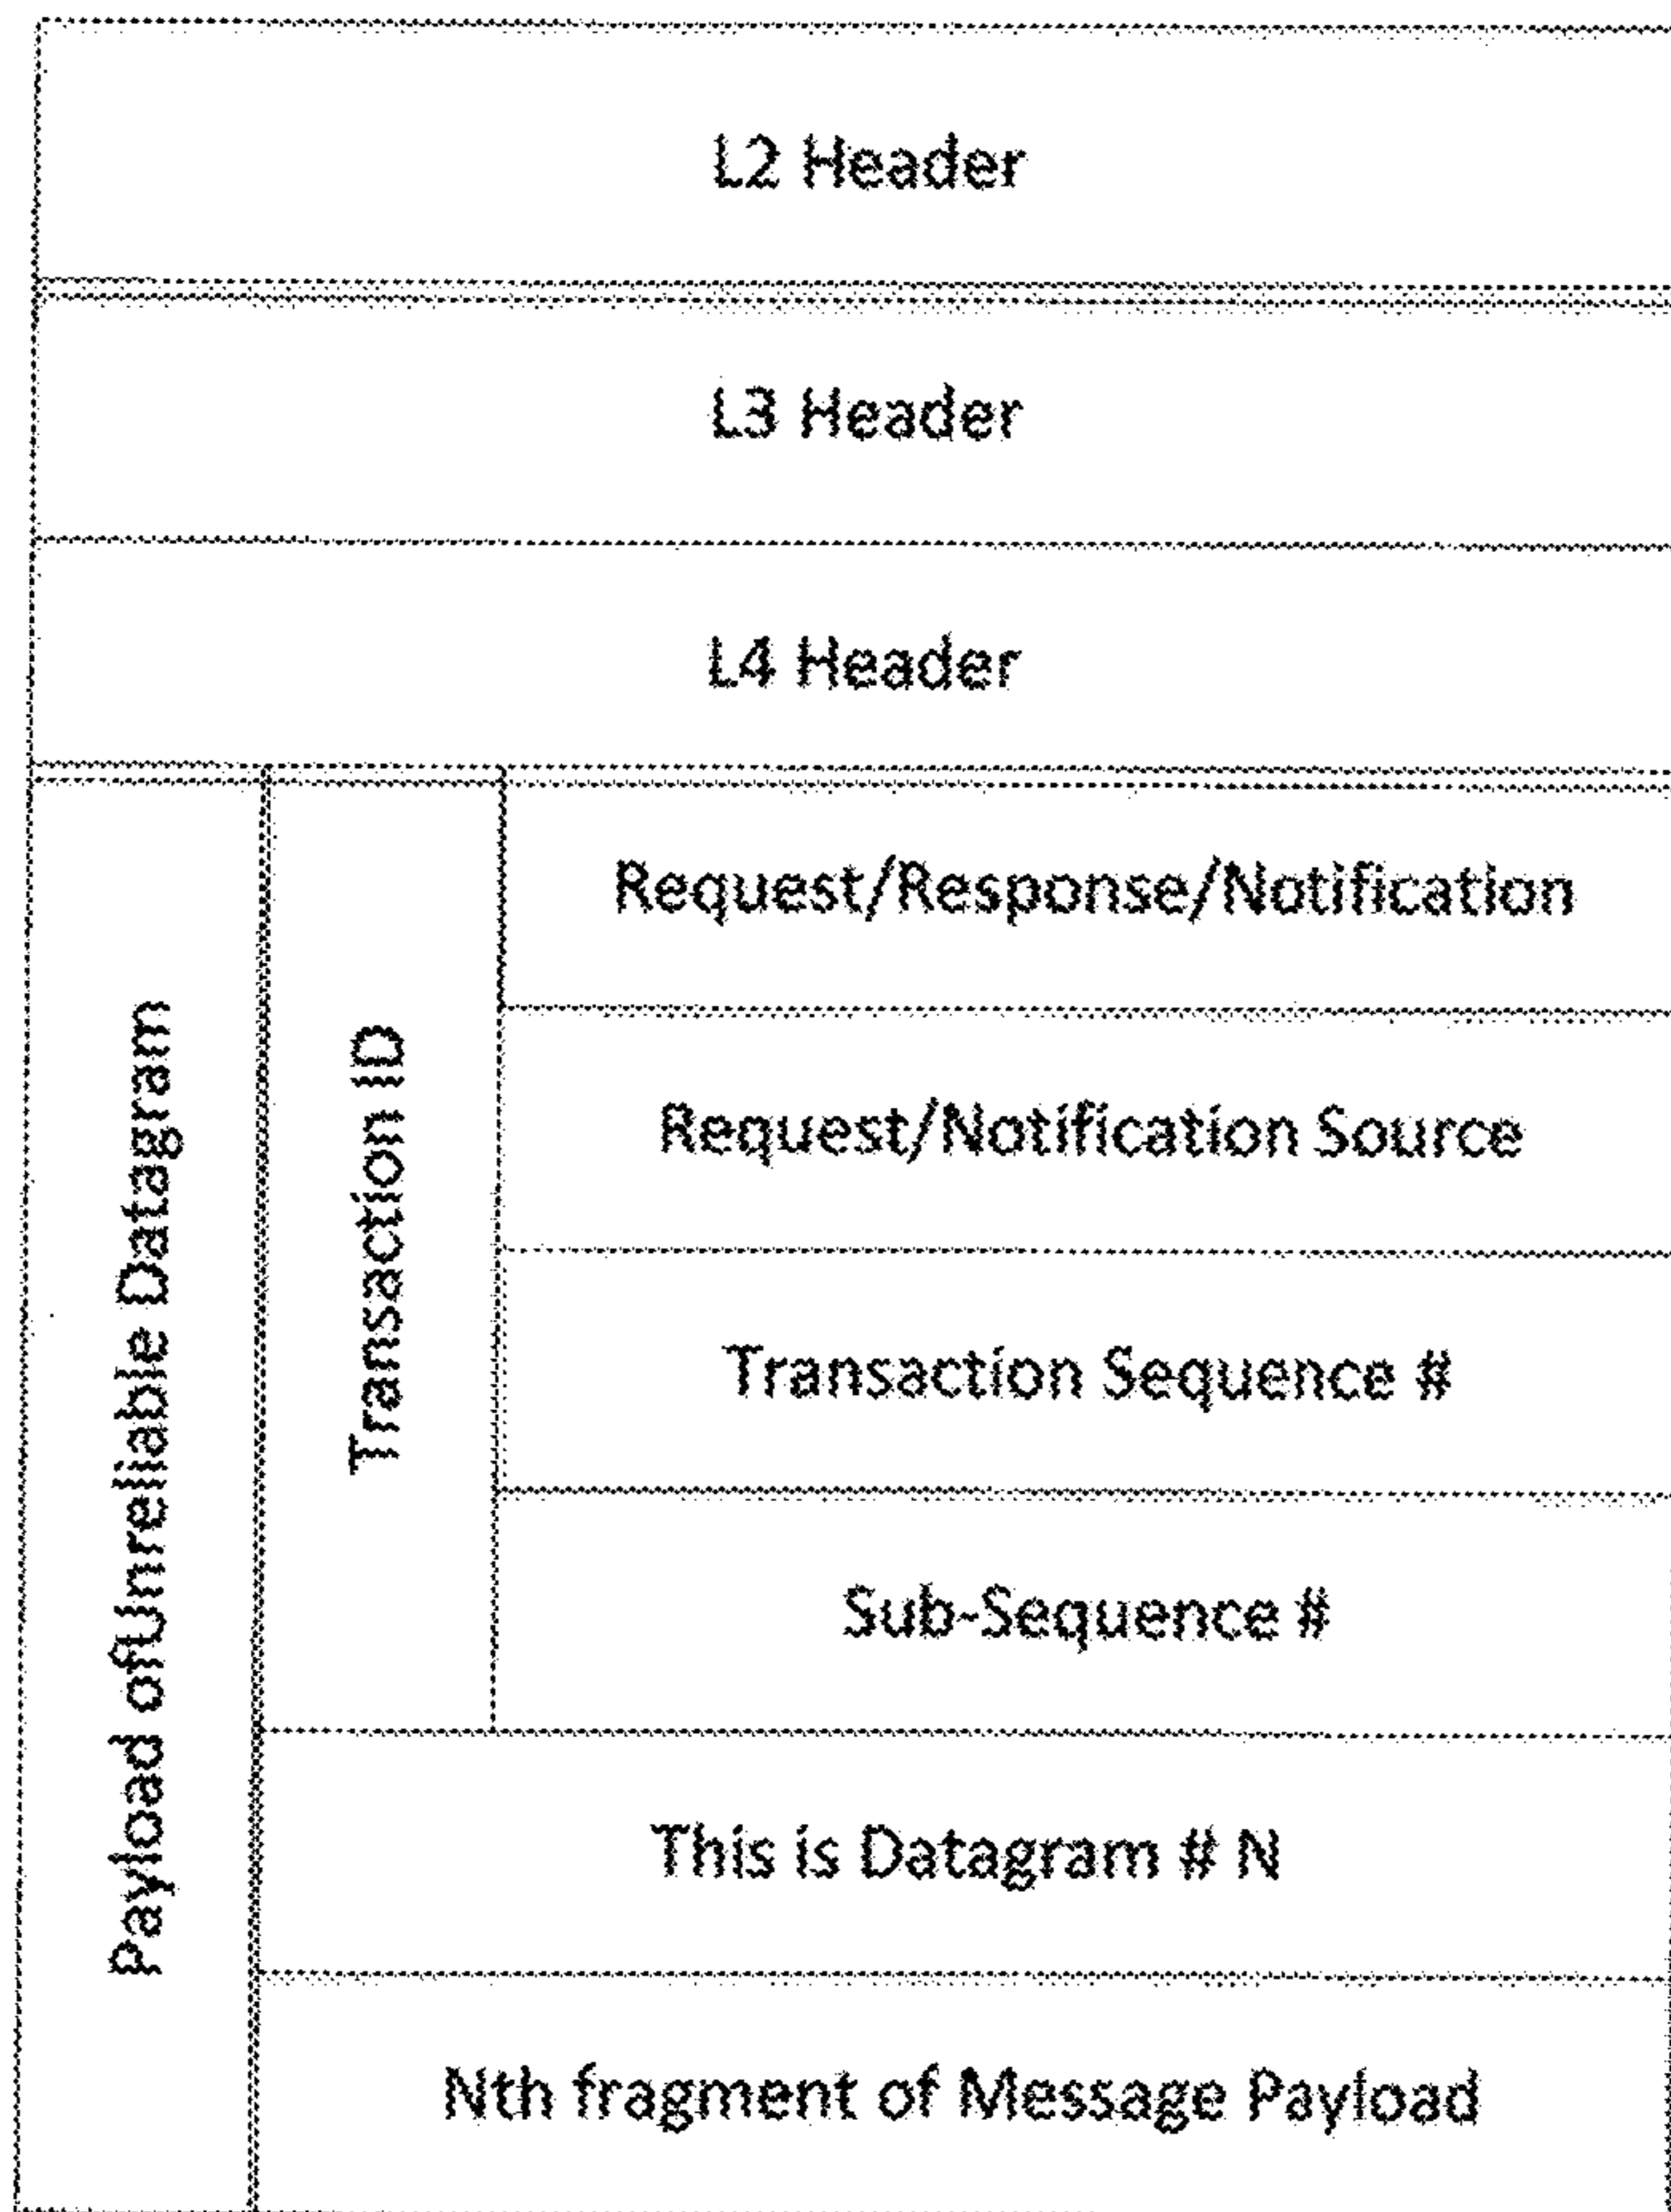 L2 Header
L3 Header
L4 Header
Payload ofUnreliable Datagram
Transaction ID
Request/Response/Notification
Request/Notification Source
Transaction Sequence #
Sub-Sequence #
This is Datagram # N
Nth fragment of Message Payload